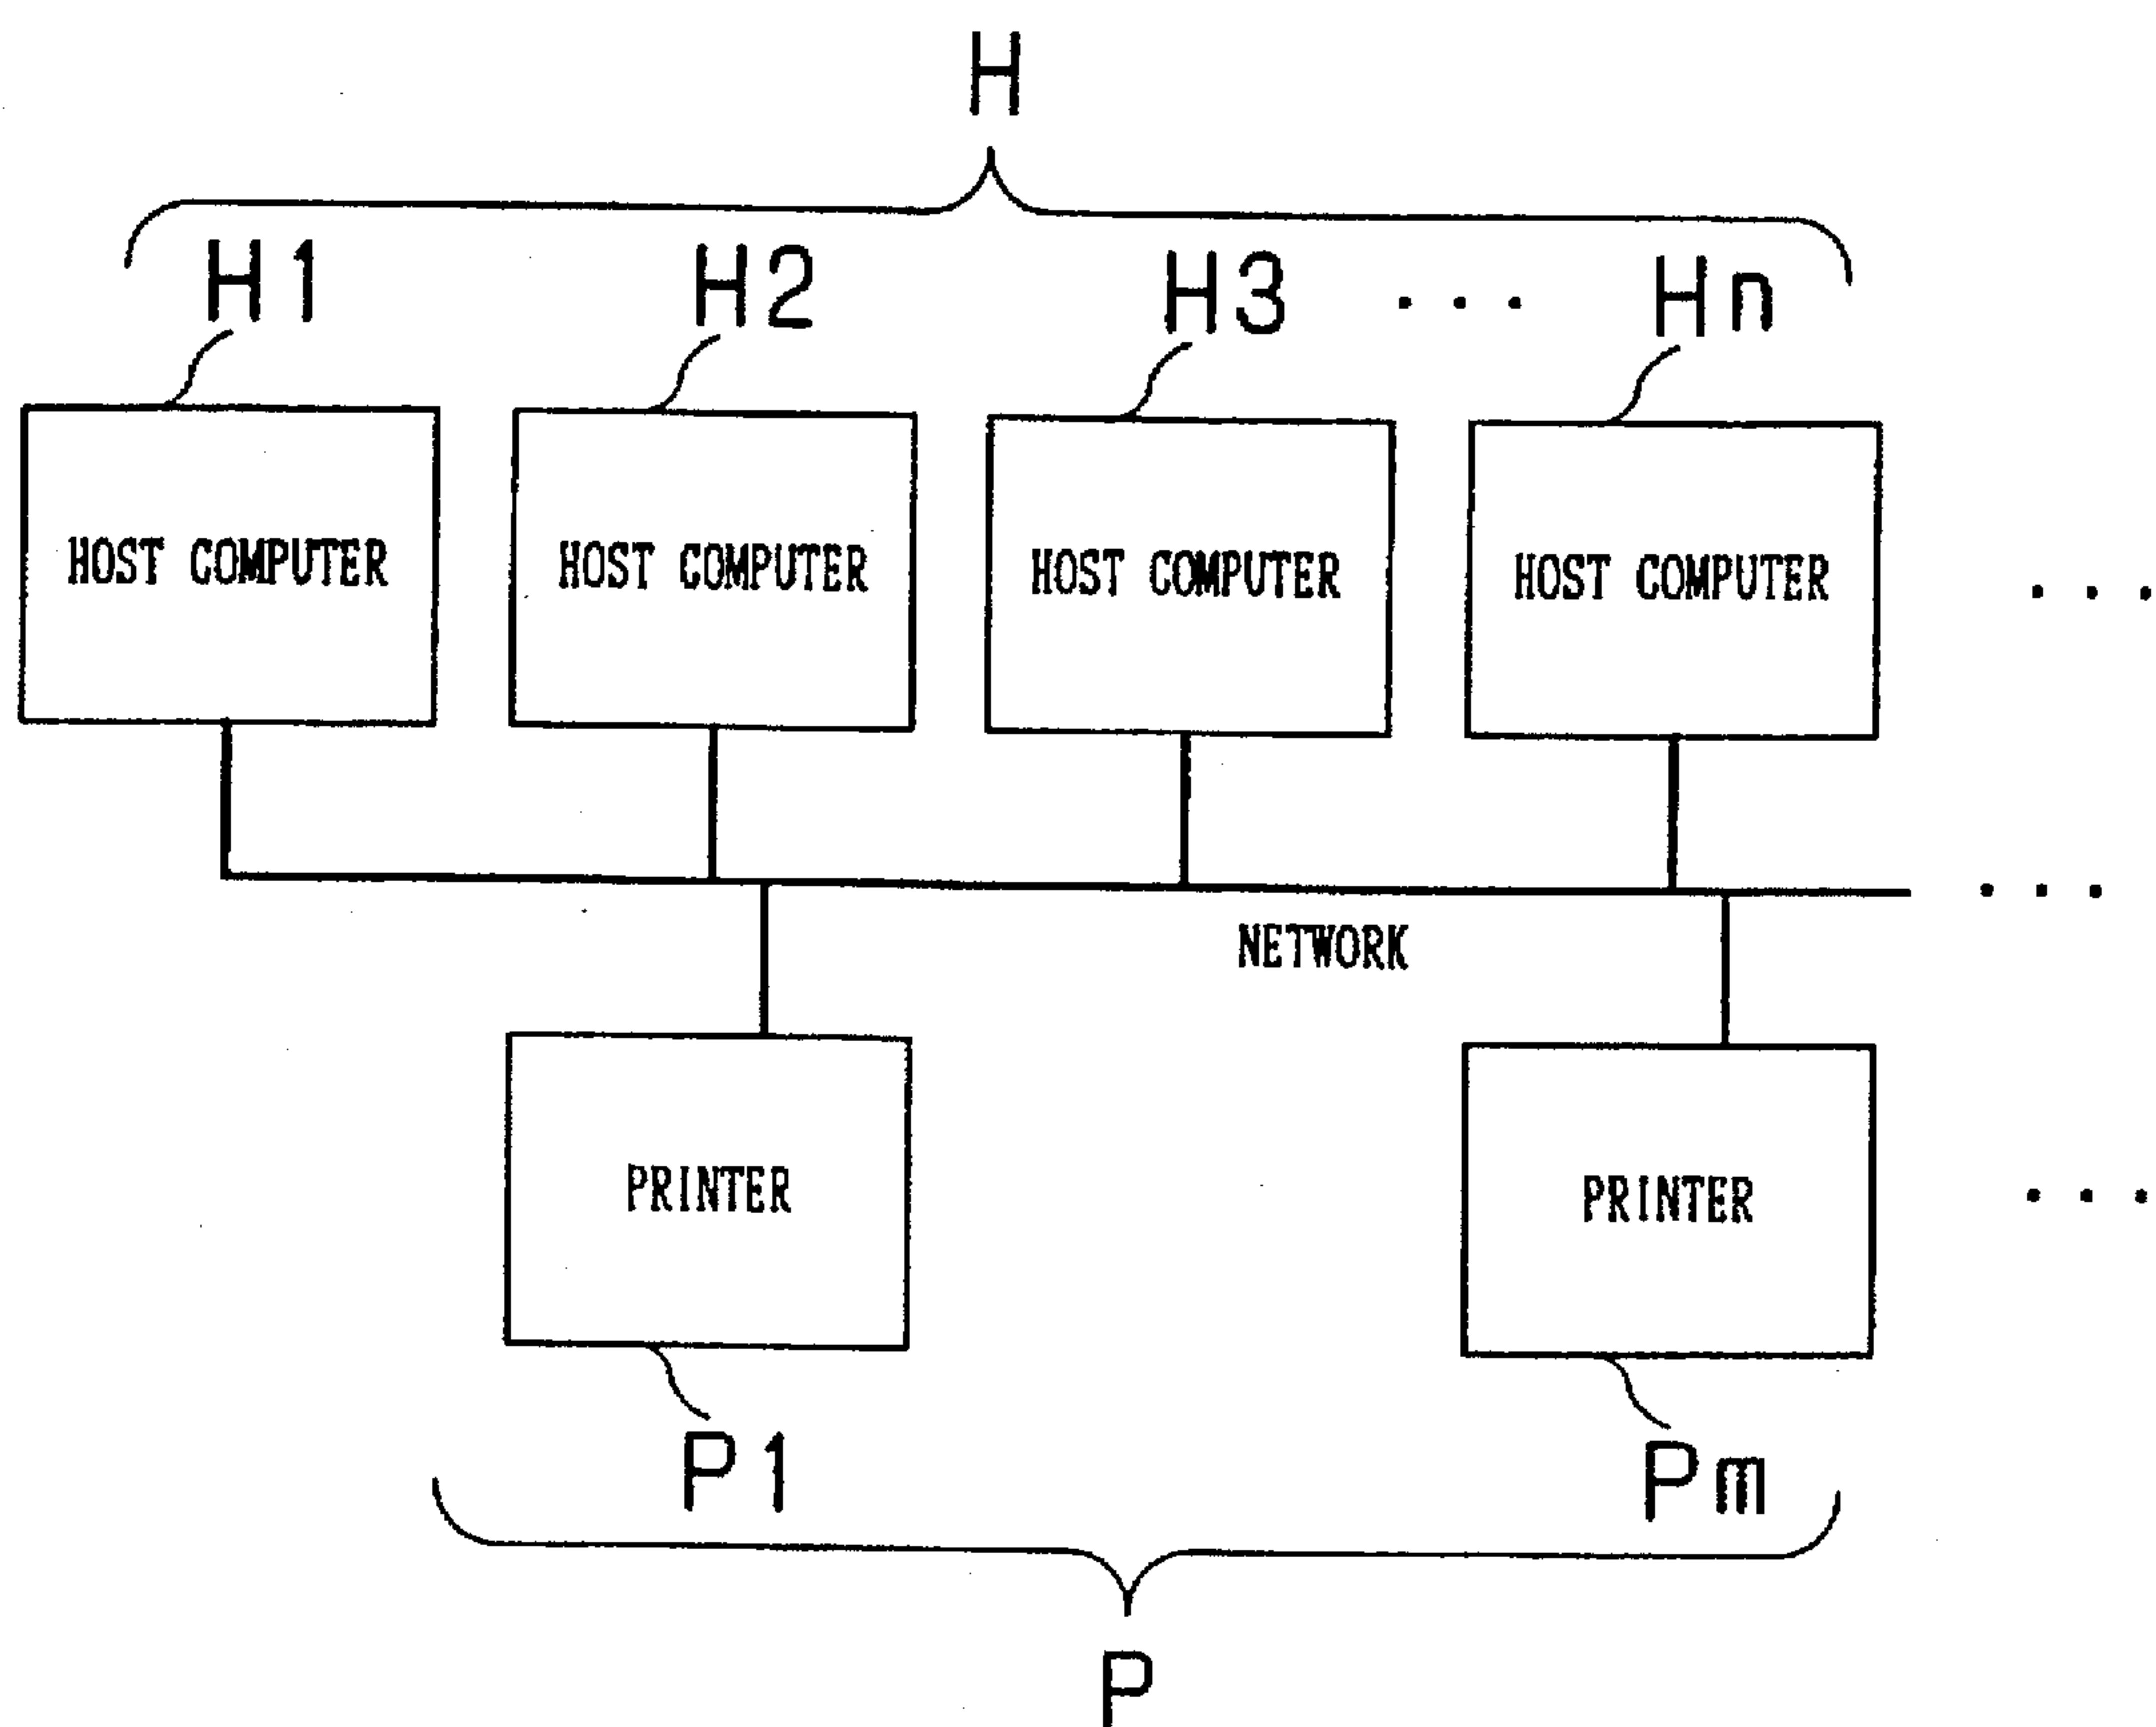 H
H1 H2 H3 ... Hn
HOST COMPUTER HOST COMPUTER HOST COMPUTER HOST COMPUTER ...
...
NETWORK
PRINTER PRINTER ...
P1 Pm
P